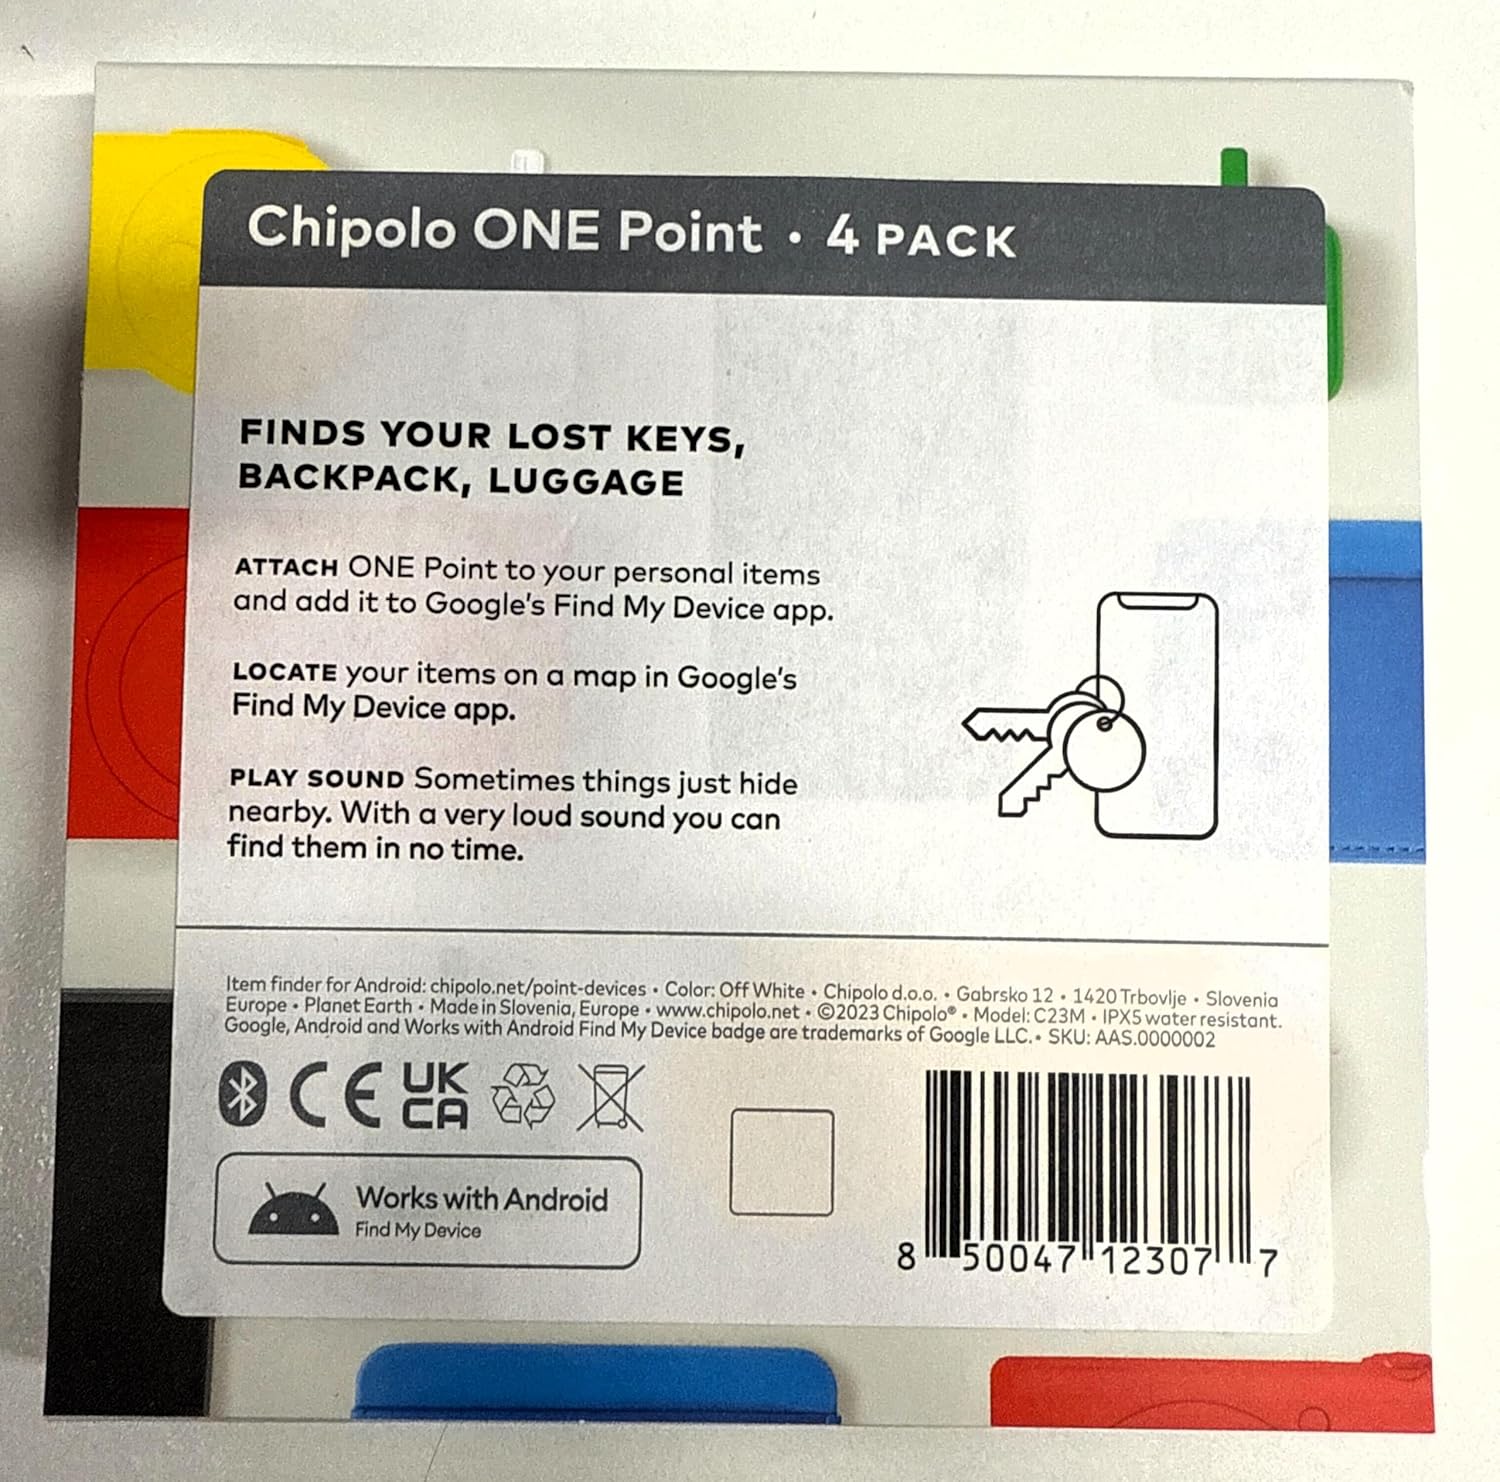 Chipolo ONE Point • 4 PACK
FINDS YOUR LOST KEYS,
BACKPACK, LUGGAGE
ATTACH ONE Point to your personal items
and add it to Google's Find My Device app.
LOCATE your items on a map in Google's
Find My Device app.
PLAY SOUND Sometimes things just hide
nearby. With a very loud sound you can
find them in no time.
Item finder for Android: chipolo.net/point-devices • Color: Off White • Chipolo d.o.o. • Gabrsko 12 • 1420 Trbovlje • Slovenia
Europe • Planet Earth • Made in Slovenia, Europe • www.chipolo.net • ©2023 Chipolo® • Model: C23M • IPX5 water resistant.
Google, Android and Works with Android Find My Device badge are trademarks of Google LLC. • SKU: AAS.0000002
CE UK
CA
Works with Android
Find My Device
8 50047 12307 7